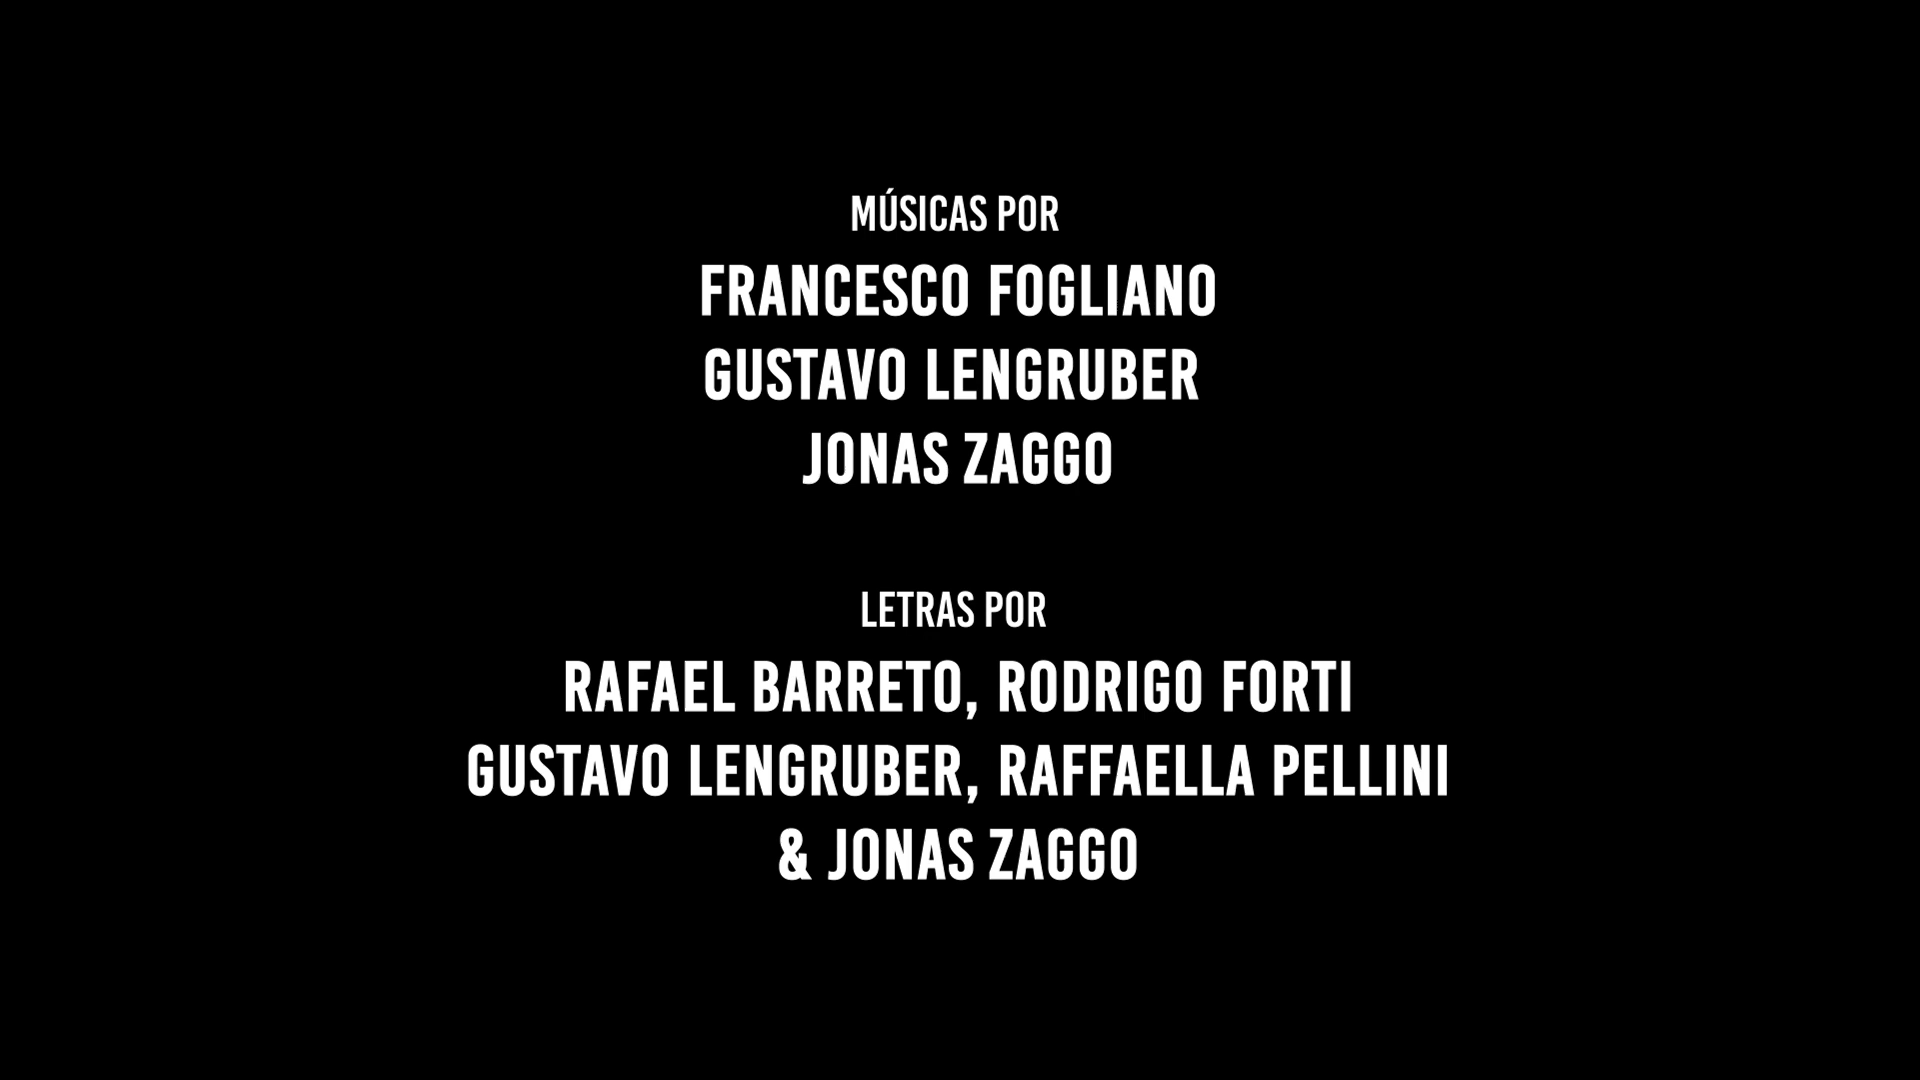 MÚSICAS POR
FRANCESCO FOGLIANO
GUSTAVO LENGRUBER
JONAS ZAGGO
LETRAS POR
RAFAEL BARRETO, RODRIGO FORTI
GUSTAVO LENGRUBER, RAFFAELLA PELLINI
& JONAS ZAGGO